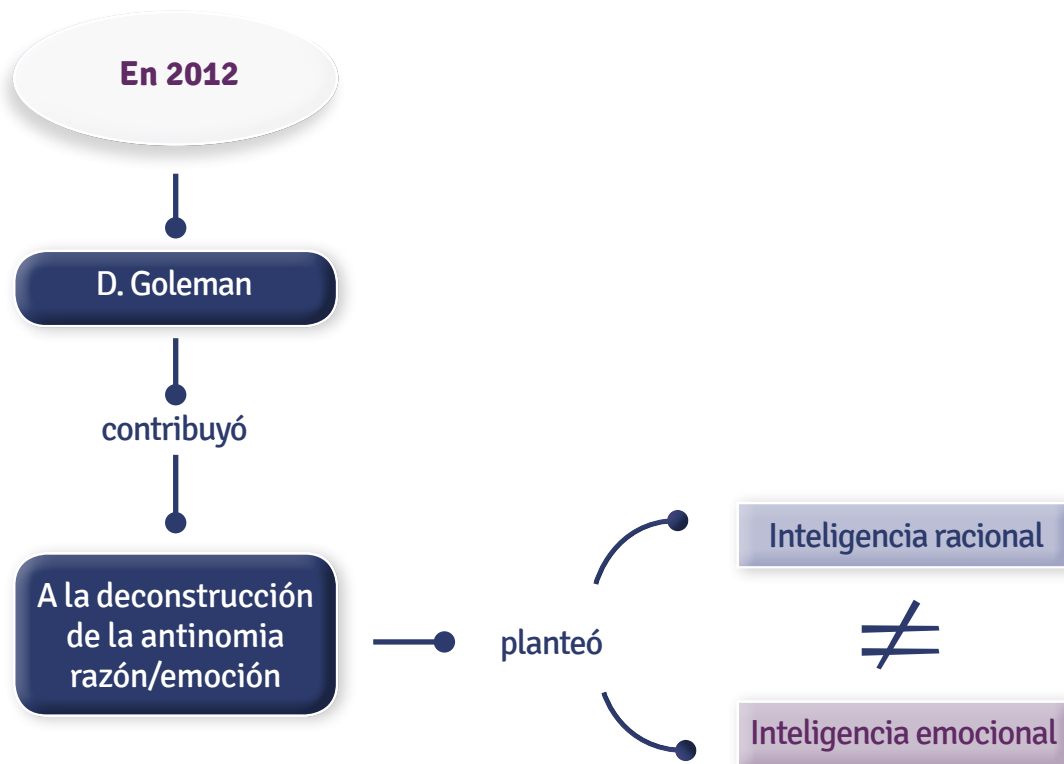 En 2012
D. Goleman
contribuyó
A la deconstrucción
de la antinomia
razón/emoción
planteó
Inteligencia racional
≠
Inteligencia emocional